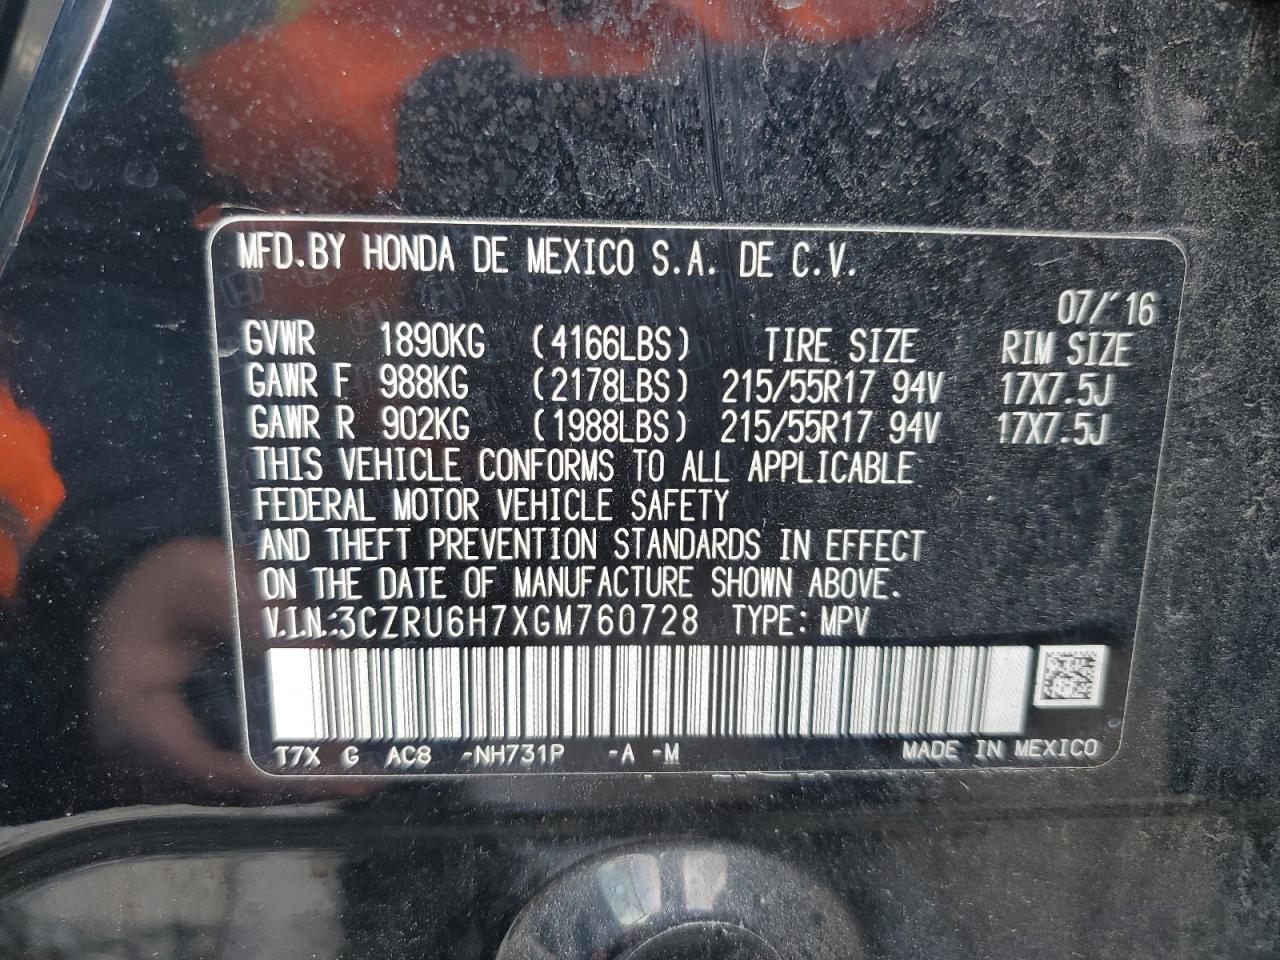 MFD.BY HONDA DE MEXICO S.A. DE C.V.
07/'16
GVWR 1890KG (4166LBS) TIRE SIZE RIM SIZE
GAWR F 988KG (2178LBS) 215/55R17 94V 17X7.5J
GAWR R 902KG (1988LBS) 215/55R17 94V 17X7.5J
THIS VEHICLE CONFORMS TO ALL APPLICABLE
FEDERAL MOTOR VEHICLE SAFETY
AND THEFT PREVENTION STANDARDS IN EFFECT
ON THE DATE OF MANUFACTURE SHOWN ABOVE.
V.I.N.:3CZRU6H7XGM760728 TYPE: MPV
T7X G AC8 -NH731P -A -M MADE IN MEXICO